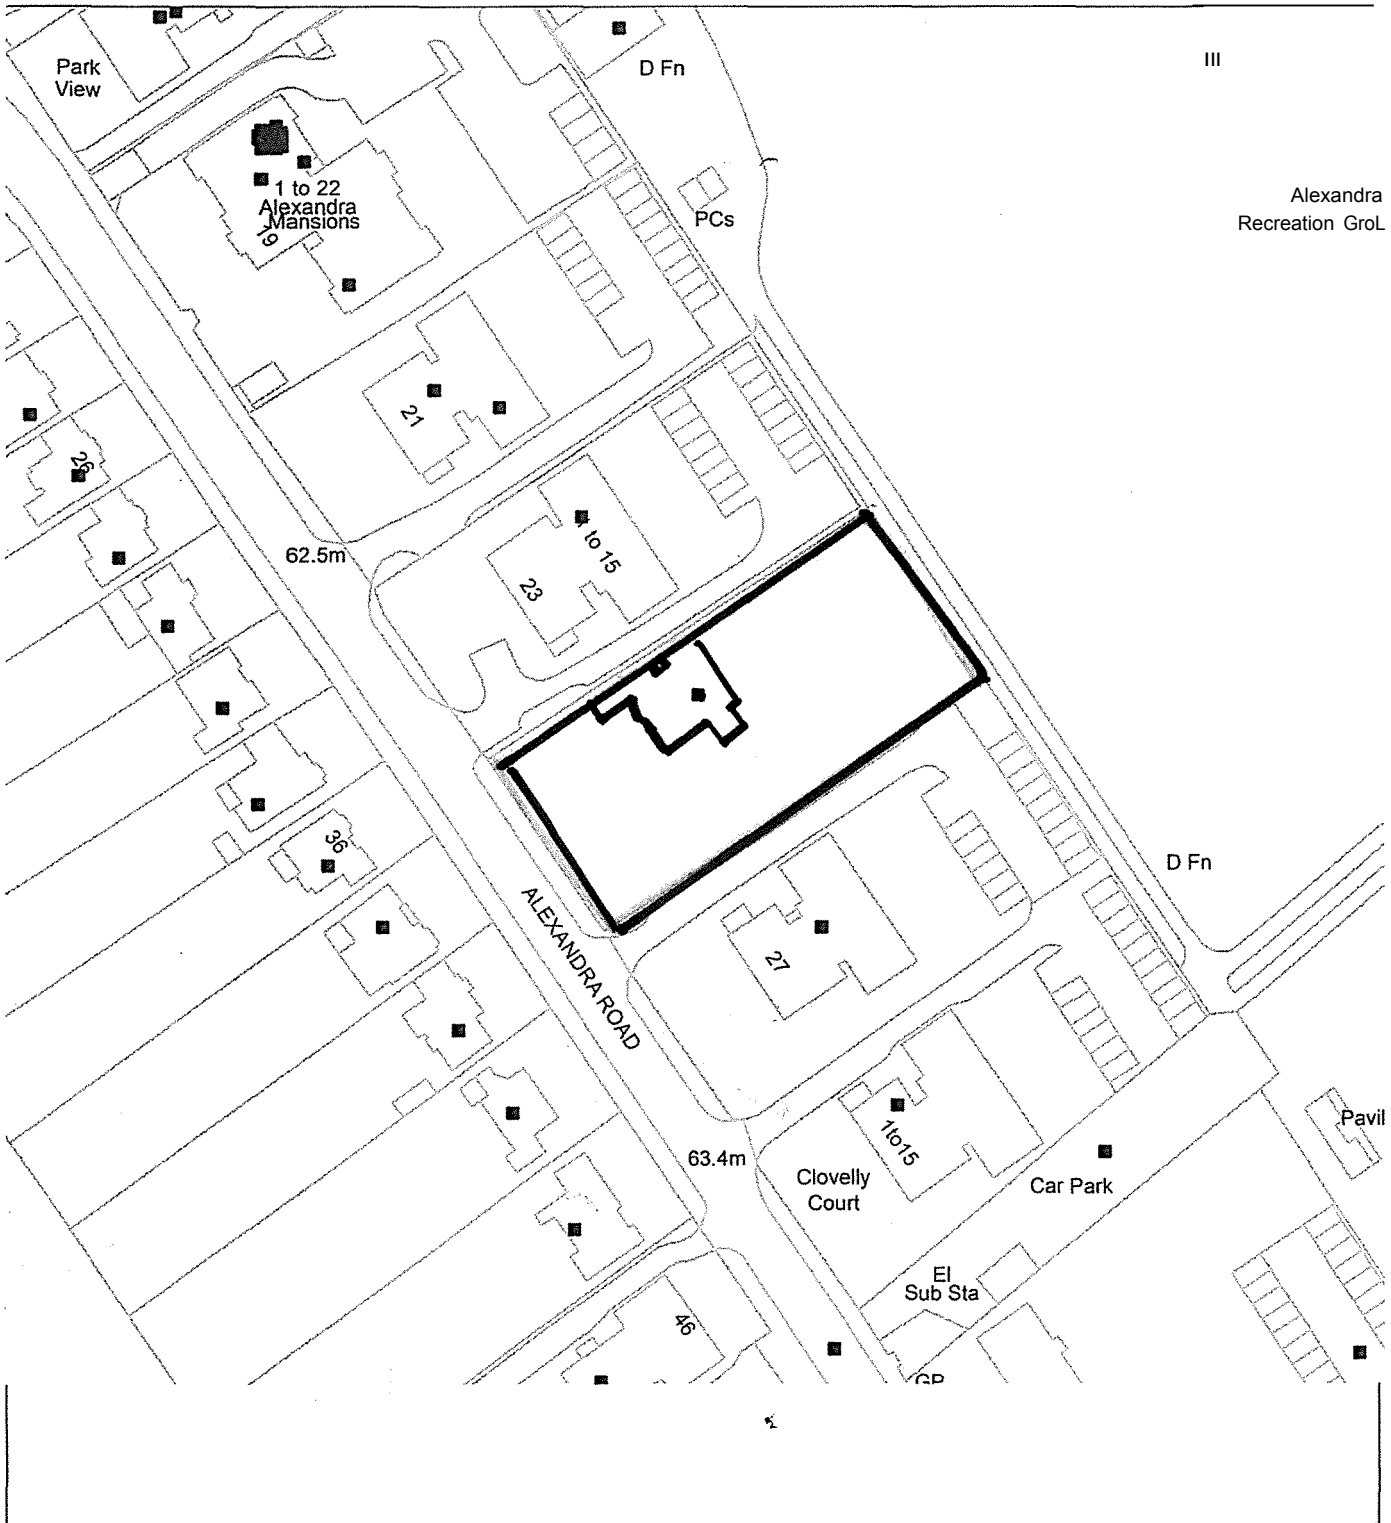 III
Park
View
D Fn
Alexandra
Recreation GroL
1 to 22
Alexandra
Mansions
19
PCs
21
26
62.5m
1 to 15
23
36
D Fn
ALEXANDRA ROAD
27
Pavil
1to15
63.4m
Clovelly
Court
Car Park
El
Sub Sta
46
GP